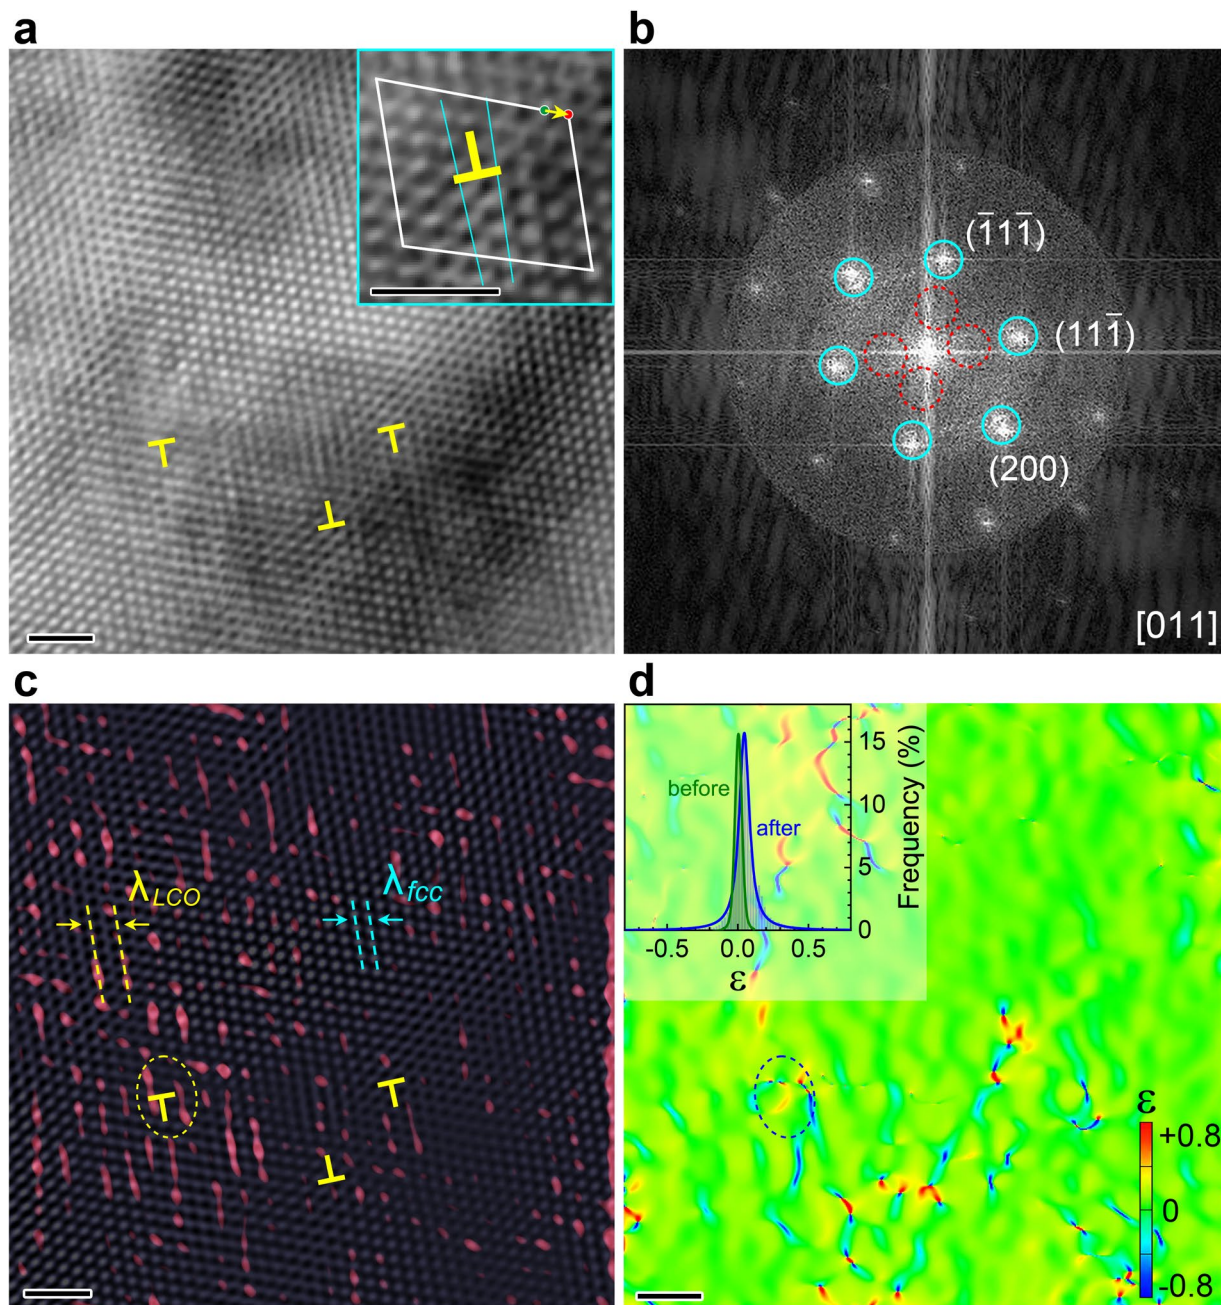 a
b
(1̄11̄)
(111̄)
(200)
[011]
c
λLCO
λfcc
d
before
after
15
10
5
0
Frequency (%)
-0.5
0.0
0.5
ε
ε
+0.8
0
-0.8